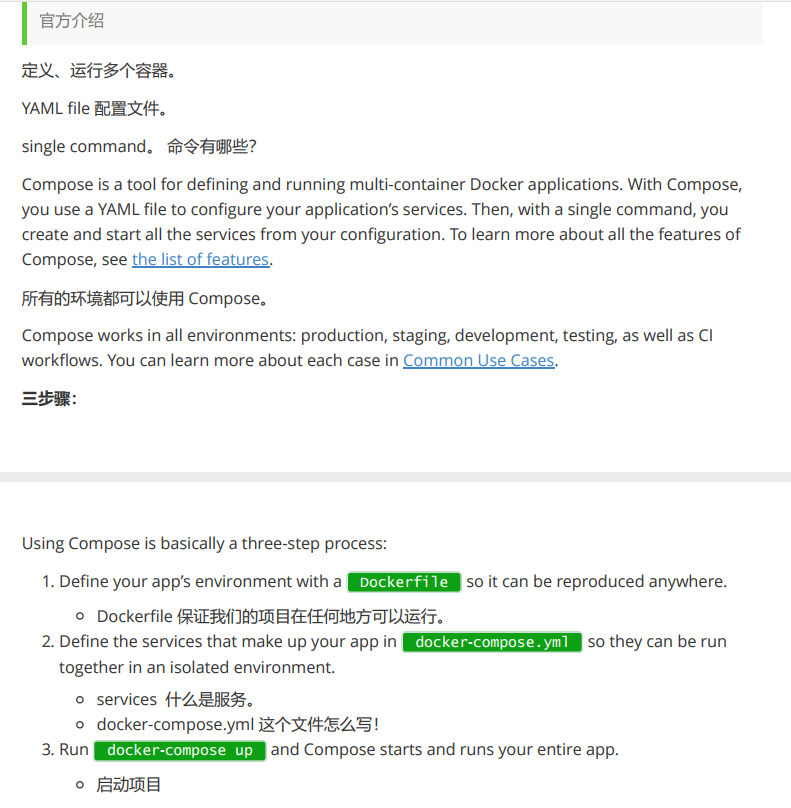 官方介绍
定义、运行多个容器。
YAML file 配置文件。
single command。 命令有哪些?
Compose is a tool for defining and running multi-container Docker applications. With Compose,
you use a YAML file to configure your application’s services. Then, with a single command, you
create and start all the services from your configuration. To learn more about all the features of
Compose, see the list of features.
所有的环境都可以使用 Compose。
Compose works in all environments: production, staging, development, testing, as well as CI
workflows. You can learn more about each case in Common Use Cases.
三步骤：
Using Compose is basically a three-step process:
1. Define your app’s environment with a Dockerfile so it can be reproduced anywhere.
Dockerfile 保证我们的项目在任何地方可以运行。
2. Define the services that make up your app in docker-compose.yml so they can be run
together in an isolated environment.
services 什么是服务。
docker-compose.yml 这个文件怎么写！
3. Run docker-compose up and Compose starts and runs your entire app.
启动项目